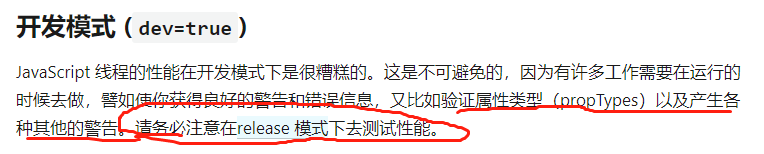 开发模式 (dev=true)
JavaScript 线程的性能在开发模式下是很糟糕的。这是不可避免的，因为有许多工作需要在运行的
时候去做，譬如使你获得良好的警告和错误信息，又比如验证属性类型（propTypes）以及产生各
种其他的警告。请务必注意在release 模式下去测试性能。